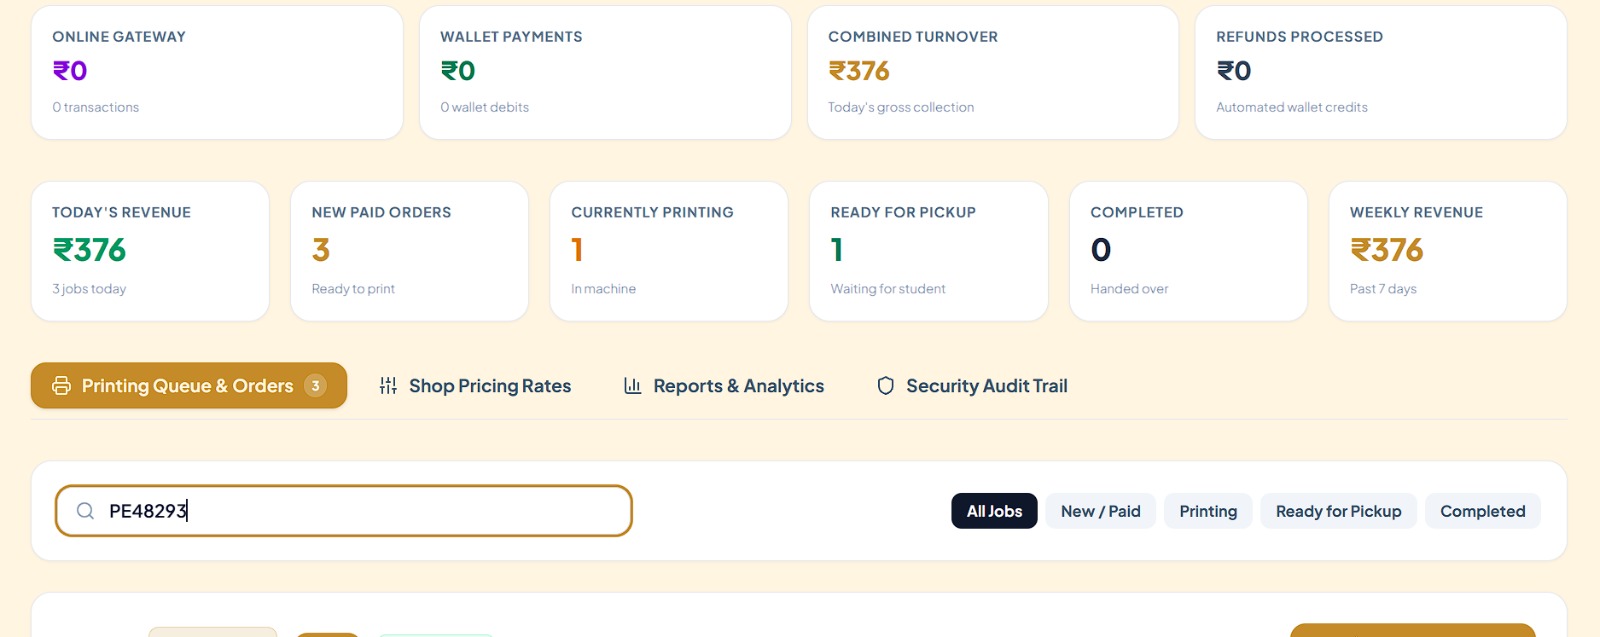 ONLINE GATEWAY
₹0
0 transactions
WALLET PAYMENTS
₹0
0 wallet debits
COMBINED TURNOVER
₹376
Today's gross collection
REFUNDS PROCESSED
₹0
Automated wallet credits
TODAY'S REVENUE
₹376
3 jobs today
NEW PAID ORDERS
3
Ready to print
CURRENTLY PRINTING
1
In machine
READY FOR PICKUP
1
Waiting for student
COMPLETED
0
Handed over
WEEKLY REVENUE
₹376
Past 7 days
Printing Queue & Orders 3
Shop Pricing Rates
Reports & Analytics
Security Audit Trail
PE48293
All Jobs
New / Paid
Printing
Ready for Pickup
Completed